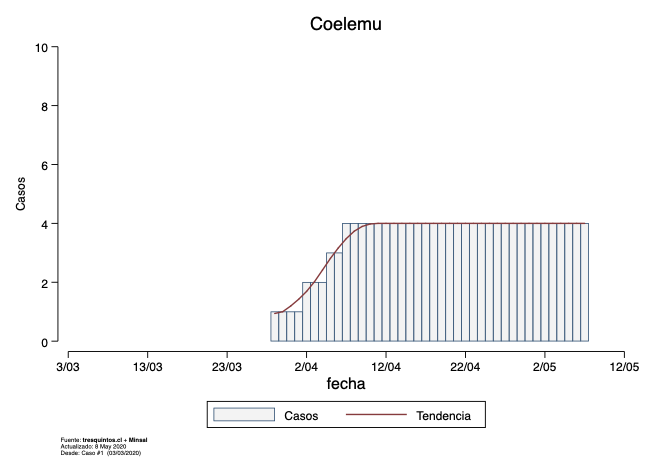 Coelemu
10
8
6
4
2
0
Casos
3/03 13/03 23/03 2/04 12/04 22/04 2/05 12/05
fecha
Casos Tendencia
Fuente: tresquintos.cl + Minsal
Actualizado: 8 May 2020
Desde: Caso #1 (03/03/2020)